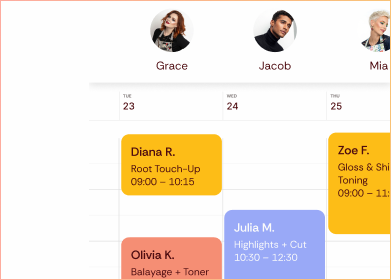 Grace
Jacob
Mia
TUE
23
WED
24
THU
25
Diana R.
Root Touch-Up
09:00 – 10:15
Zoe F.
Gloss & Shi
Toning
09:00 – 11:
Julia M.
Highlights + Cut
10:30 – 12:30
Olivia K.
Balayage + Toner